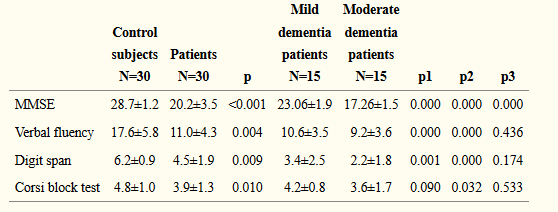 Control subjects N=30 Patients N=30 p Mild dementia patients N=15 Moderate dementia patients N=15 p1 p2 p3
MMSE 28.7±1.2 20.2±3.5 <0.001 23.06±1.9 17.26±1.5 0.000 0.000 0.000
Verbal fluency 17.6±5.8 11.0±4.3 0.004 10.6±3.5 9.2±3.6 0.000 0.000 0.436
Digit span 6.2±0.9 4.5±1.9 0.009 3.4±2.5 2.2±1.8 0.001 0.000 0.174
Corsi block test 4.8±1.0 3.9±1.3 0.010 4.2±0.8 3.6±1.7 0.090 0.032 0.533